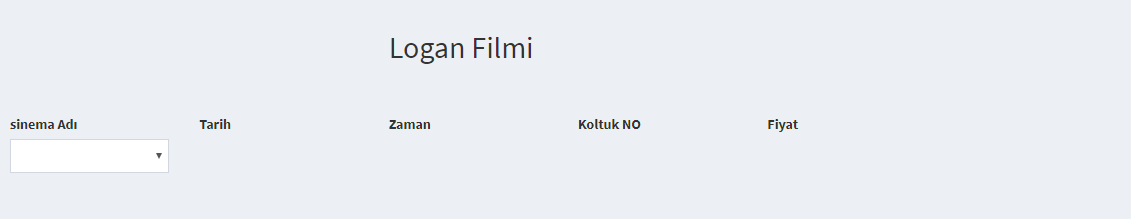 Logan Filmi
sinema Adı Tarih Zaman Koltuk NO Fiyat